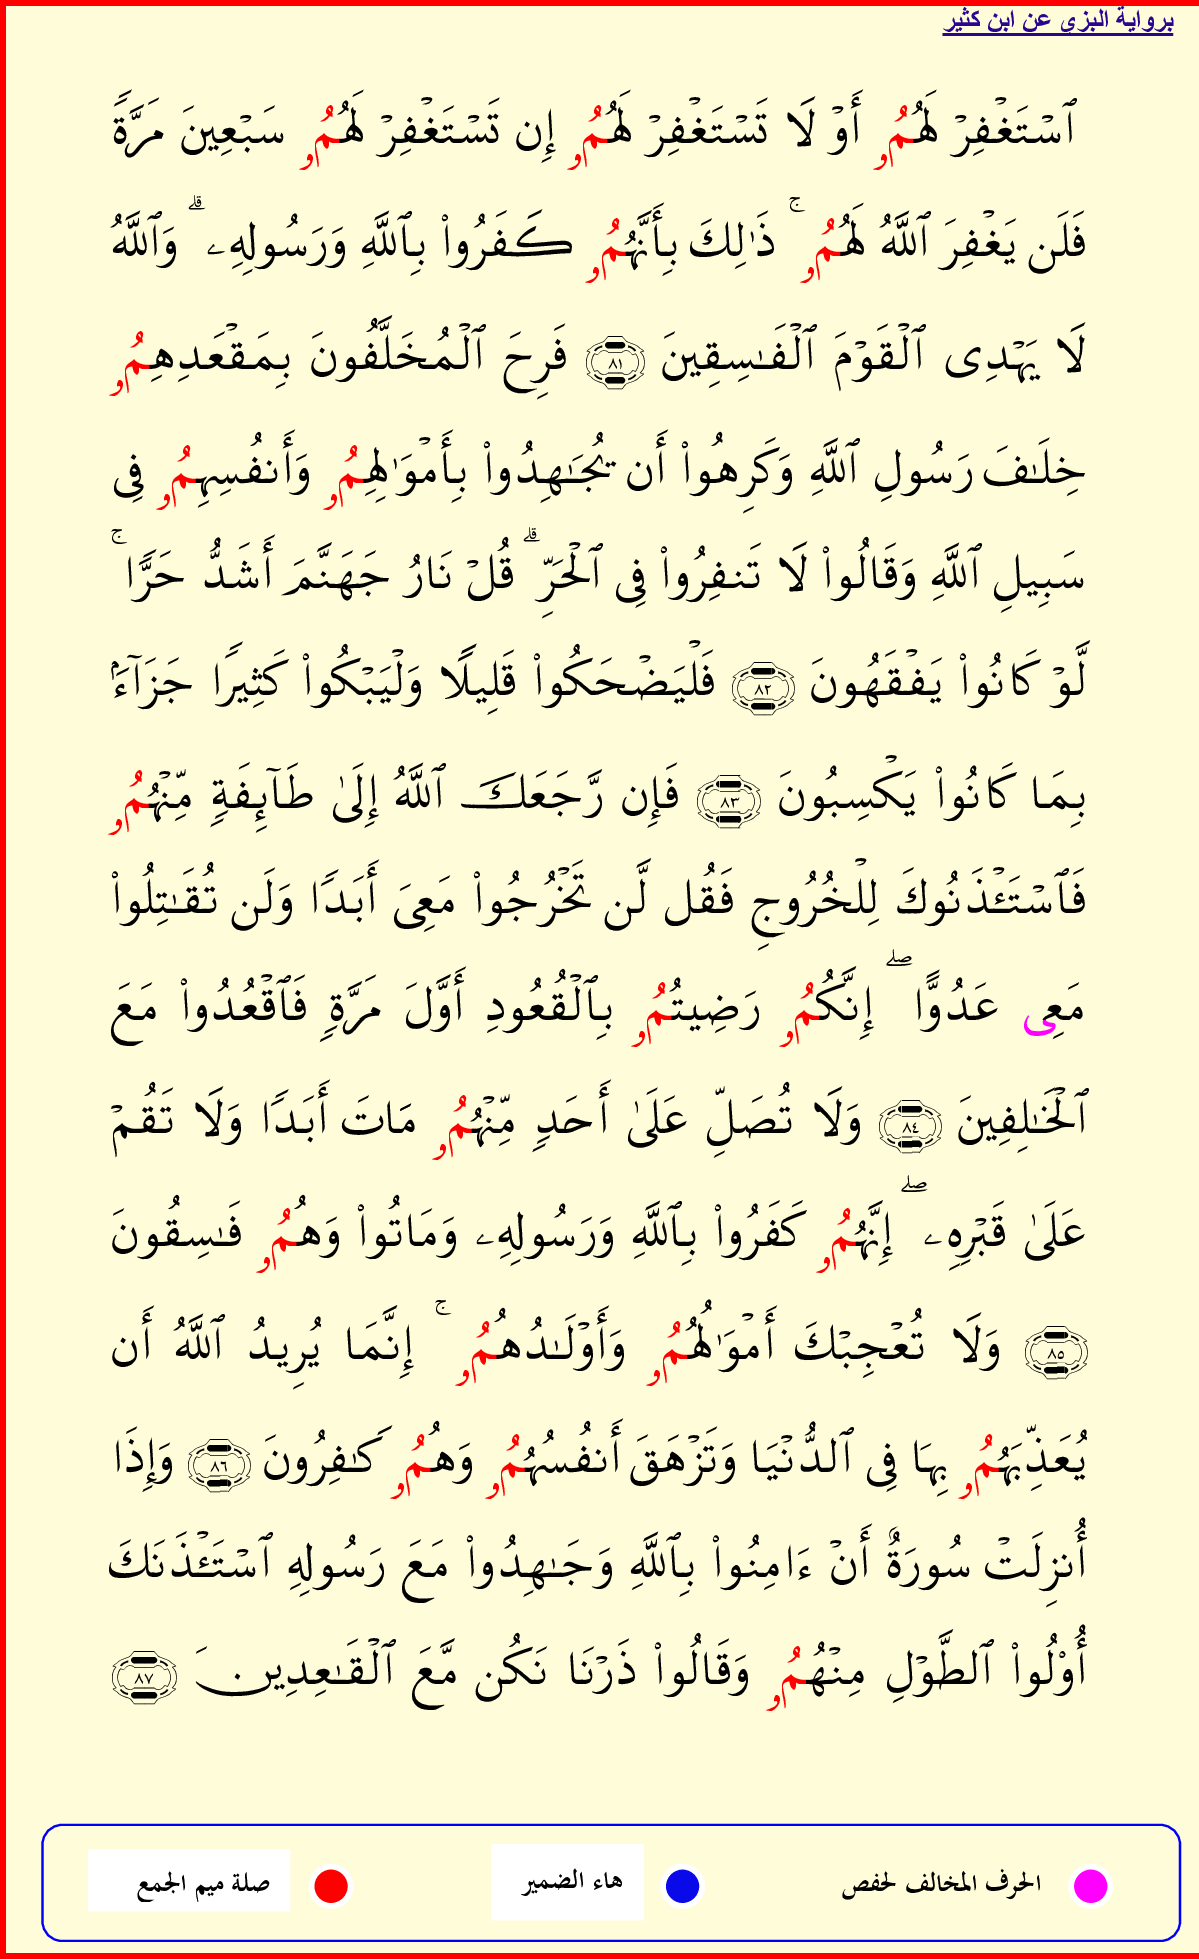 برواية البزي عن ابن كثير
ٱسۡتَغۡفِرۡ لَهُمُو أَوۡ لَا تَسۡتَغۡفِرۡ لَهُمُو إِن تَسۡتَغۡفِرۡ لَهُمُو سَبۡعِينَ مَرَّةٗ
فَلَن يَغۡفِرَ ٱللَّهُ لَهُمُوۚ ذَٰلِكَ بِأَنَّهُمُو كَفَرُواْ بِٱللَّهِ وَرَسُولِهِۦۗ وَٱللَّهُ
لَا يَهۡدِى ٱلۡقَوۡمَ ٱلۡفَٰسِقِينَ ٨١ فَرِحَ ٱلۡمُخَلَّفُونَ بِمَقۡعَدِهِمُو
خِلَٰفَ رَسُولِ ٱللَّهِ وَكَرِهُواْ أَن يُجَٰهِدُواْ بِأَمۡوَٰلِهِمُو وَأَنفُسِهِمُو فِى
سَبِيلِ ٱللَّهِ وَقَالُواْ لَا تَنفِرُواْ فِى ٱلۡحَرِّۗ قُلۡ نَارُ جَهَنَّمَ أَشَدُّ حَرّٗاۚ
لَّوۡ كَانُواْ يَفۡقَهُونَ ٨٢ فَلۡيَضۡحَكُواْ قَلِيلٗا وَلۡيَبۡكُواْ كَثِيرٗا جَزَآءَۢ
بِمَا كَانُواْ يَكۡسِبُونَ ٨٣ فَإِن رَّجَعَكَ ٱللَّهُ إِلَىٰ طَآئِفَةٖ مِّنۡهُمُو
فَٱسۡتَـٔۡذَنُوكَ لِلۡخُرُوجِ فَقُل لَّن تَخۡرُجُواْ مَعِىَ أَبَدٗا وَلَن تُقَٰتِلُواْ
مَعِى عَدُوًّاۖ إِنَّكُمُو رَضِيتُمُو بِٱلۡقُعُودِ أَوَّلَ مَرَّةٖ فَٱقۡعُدُواْ مَعَ
ٱلۡخَٰلِفِينَ ٨٤ وَلَا تُصَلِّ عَلَىٰٓ أَحَدٖ مِّنۡهُمُو مَاتَ أَبَدٗا وَلَا تَقُمۡ
عَلَىٰ قَبۡرِهِۦۖ إِنَّهُمُو كَفَرُواْ بِٱللَّهِ وَرَسُولِهِۦ وَمَاتُواْ وَهُمُو فَٰسِقُونَ
٨٥ وَلَا تُعۡجِبۡكَ أَمۡوَٰلُهُمُو وَأَوۡلَٰدُهُمُوۚ إِنَّمَا يُرِيدُ ٱللَّهُ أَن
يُعَذِّبَهُمُو بِهَا فِى ٱلدُّنۡيَا وَتَزۡهَقَ أَنفُسُهُمُو وَهُمُو كَٰفِرُونَ ٨٦ وَإِذَا
أُنزِلَتۡ سُورَةٌ أَنۡ ءَامِنُواْ بِٱللَّهِ وَجَٰهِدُواْ مَعَ رَسُولِهِ ٱسۡتَـٔۡذَنَكَ
أُوْلُواْ ٱلطَّوۡلِ مِنۡهُمُو وَقَالُواْ ذَرۡنَا نَكُن مَّعَ ٱلۡقَٰعِدِينَ ٨٧
الحرف المخالف لحفص هاء الضمير صلة ميم الجمع